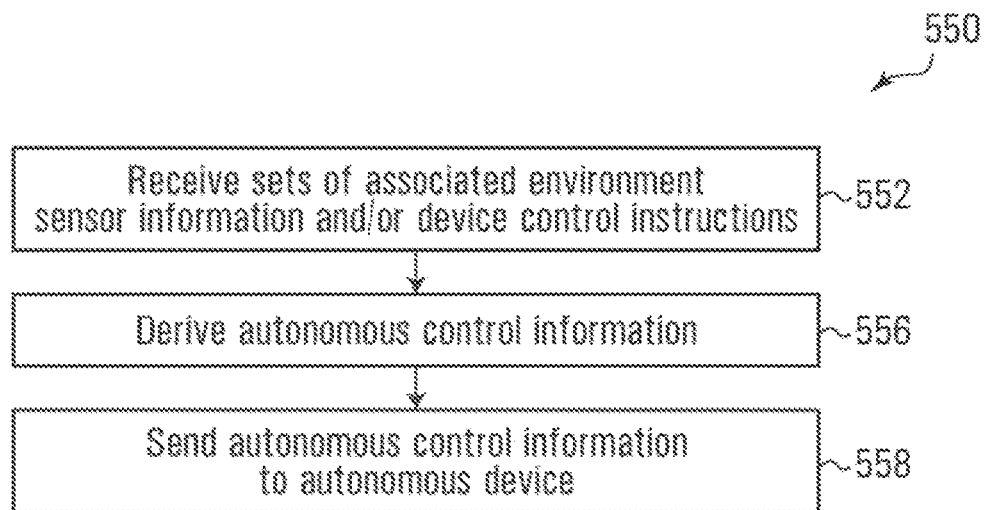 550
Receive sets of associated environment
sensor information and/or device control instructions
552
Derive autonomous control information
556
Send autonomous control information
to autonomous device
558